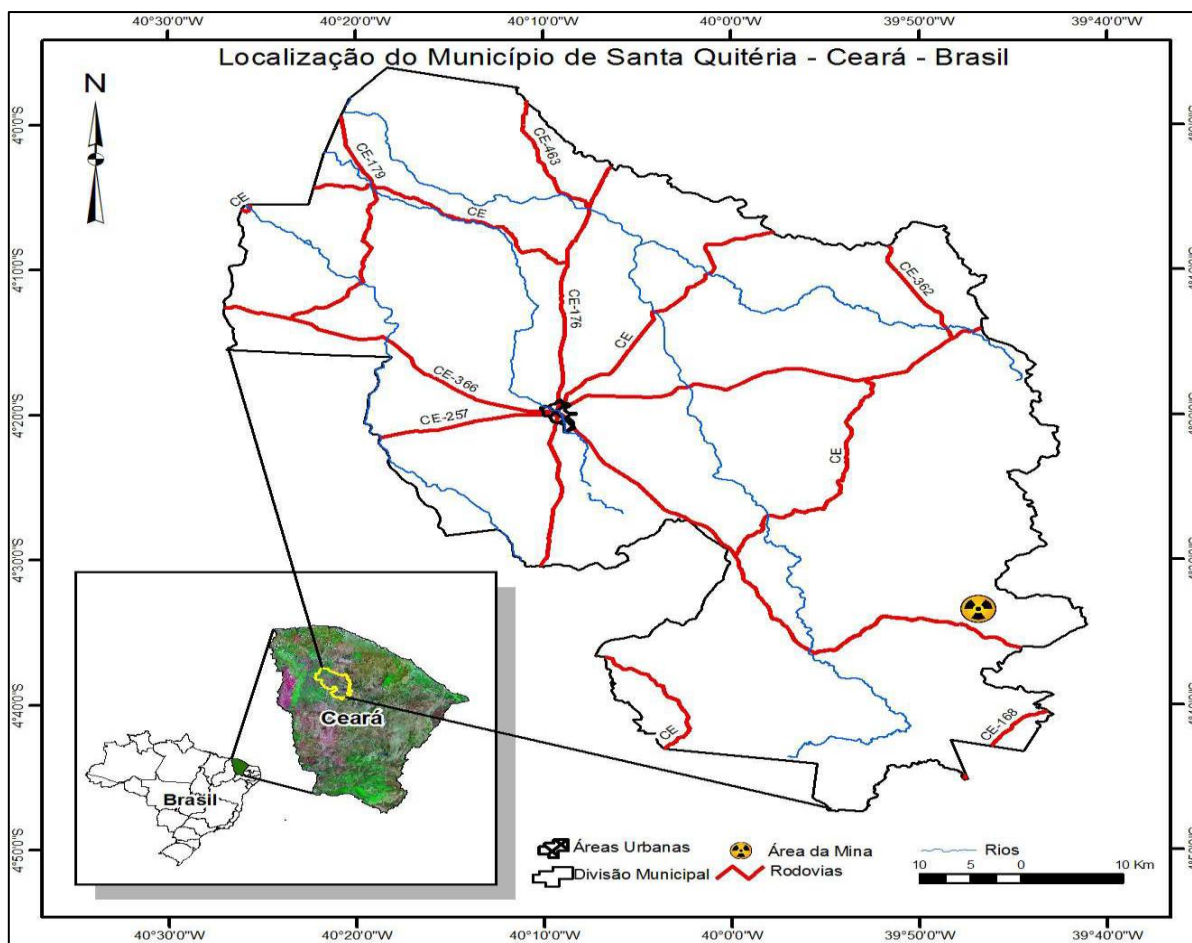 40°30'0"W 40°20'0"W 40°10'0"W 40°00'0"W 39°50'0"W 39°40'0"W
Localização do Município de Santa Quitéria - Ceará - Brasil
N
4°0'0"S
CE-463
CE-179
CE
CE
4°10'0"S
CE-362
CE-176
CE
CE-366
4°20'0"S
CE-257
CE
4°30'0"S
4°40'0"S
Ceará
CE
CE-168
Brasil
4°50'0"S
Áreas Urbanas
Área da Mina
Rios
Divisão Municipal
Rodovias
10 5 0 10 Km
40°30'0"W 40°20'0"W 40°10'0"W 40°00'0"W 39°50'0"W 39°40'0"W